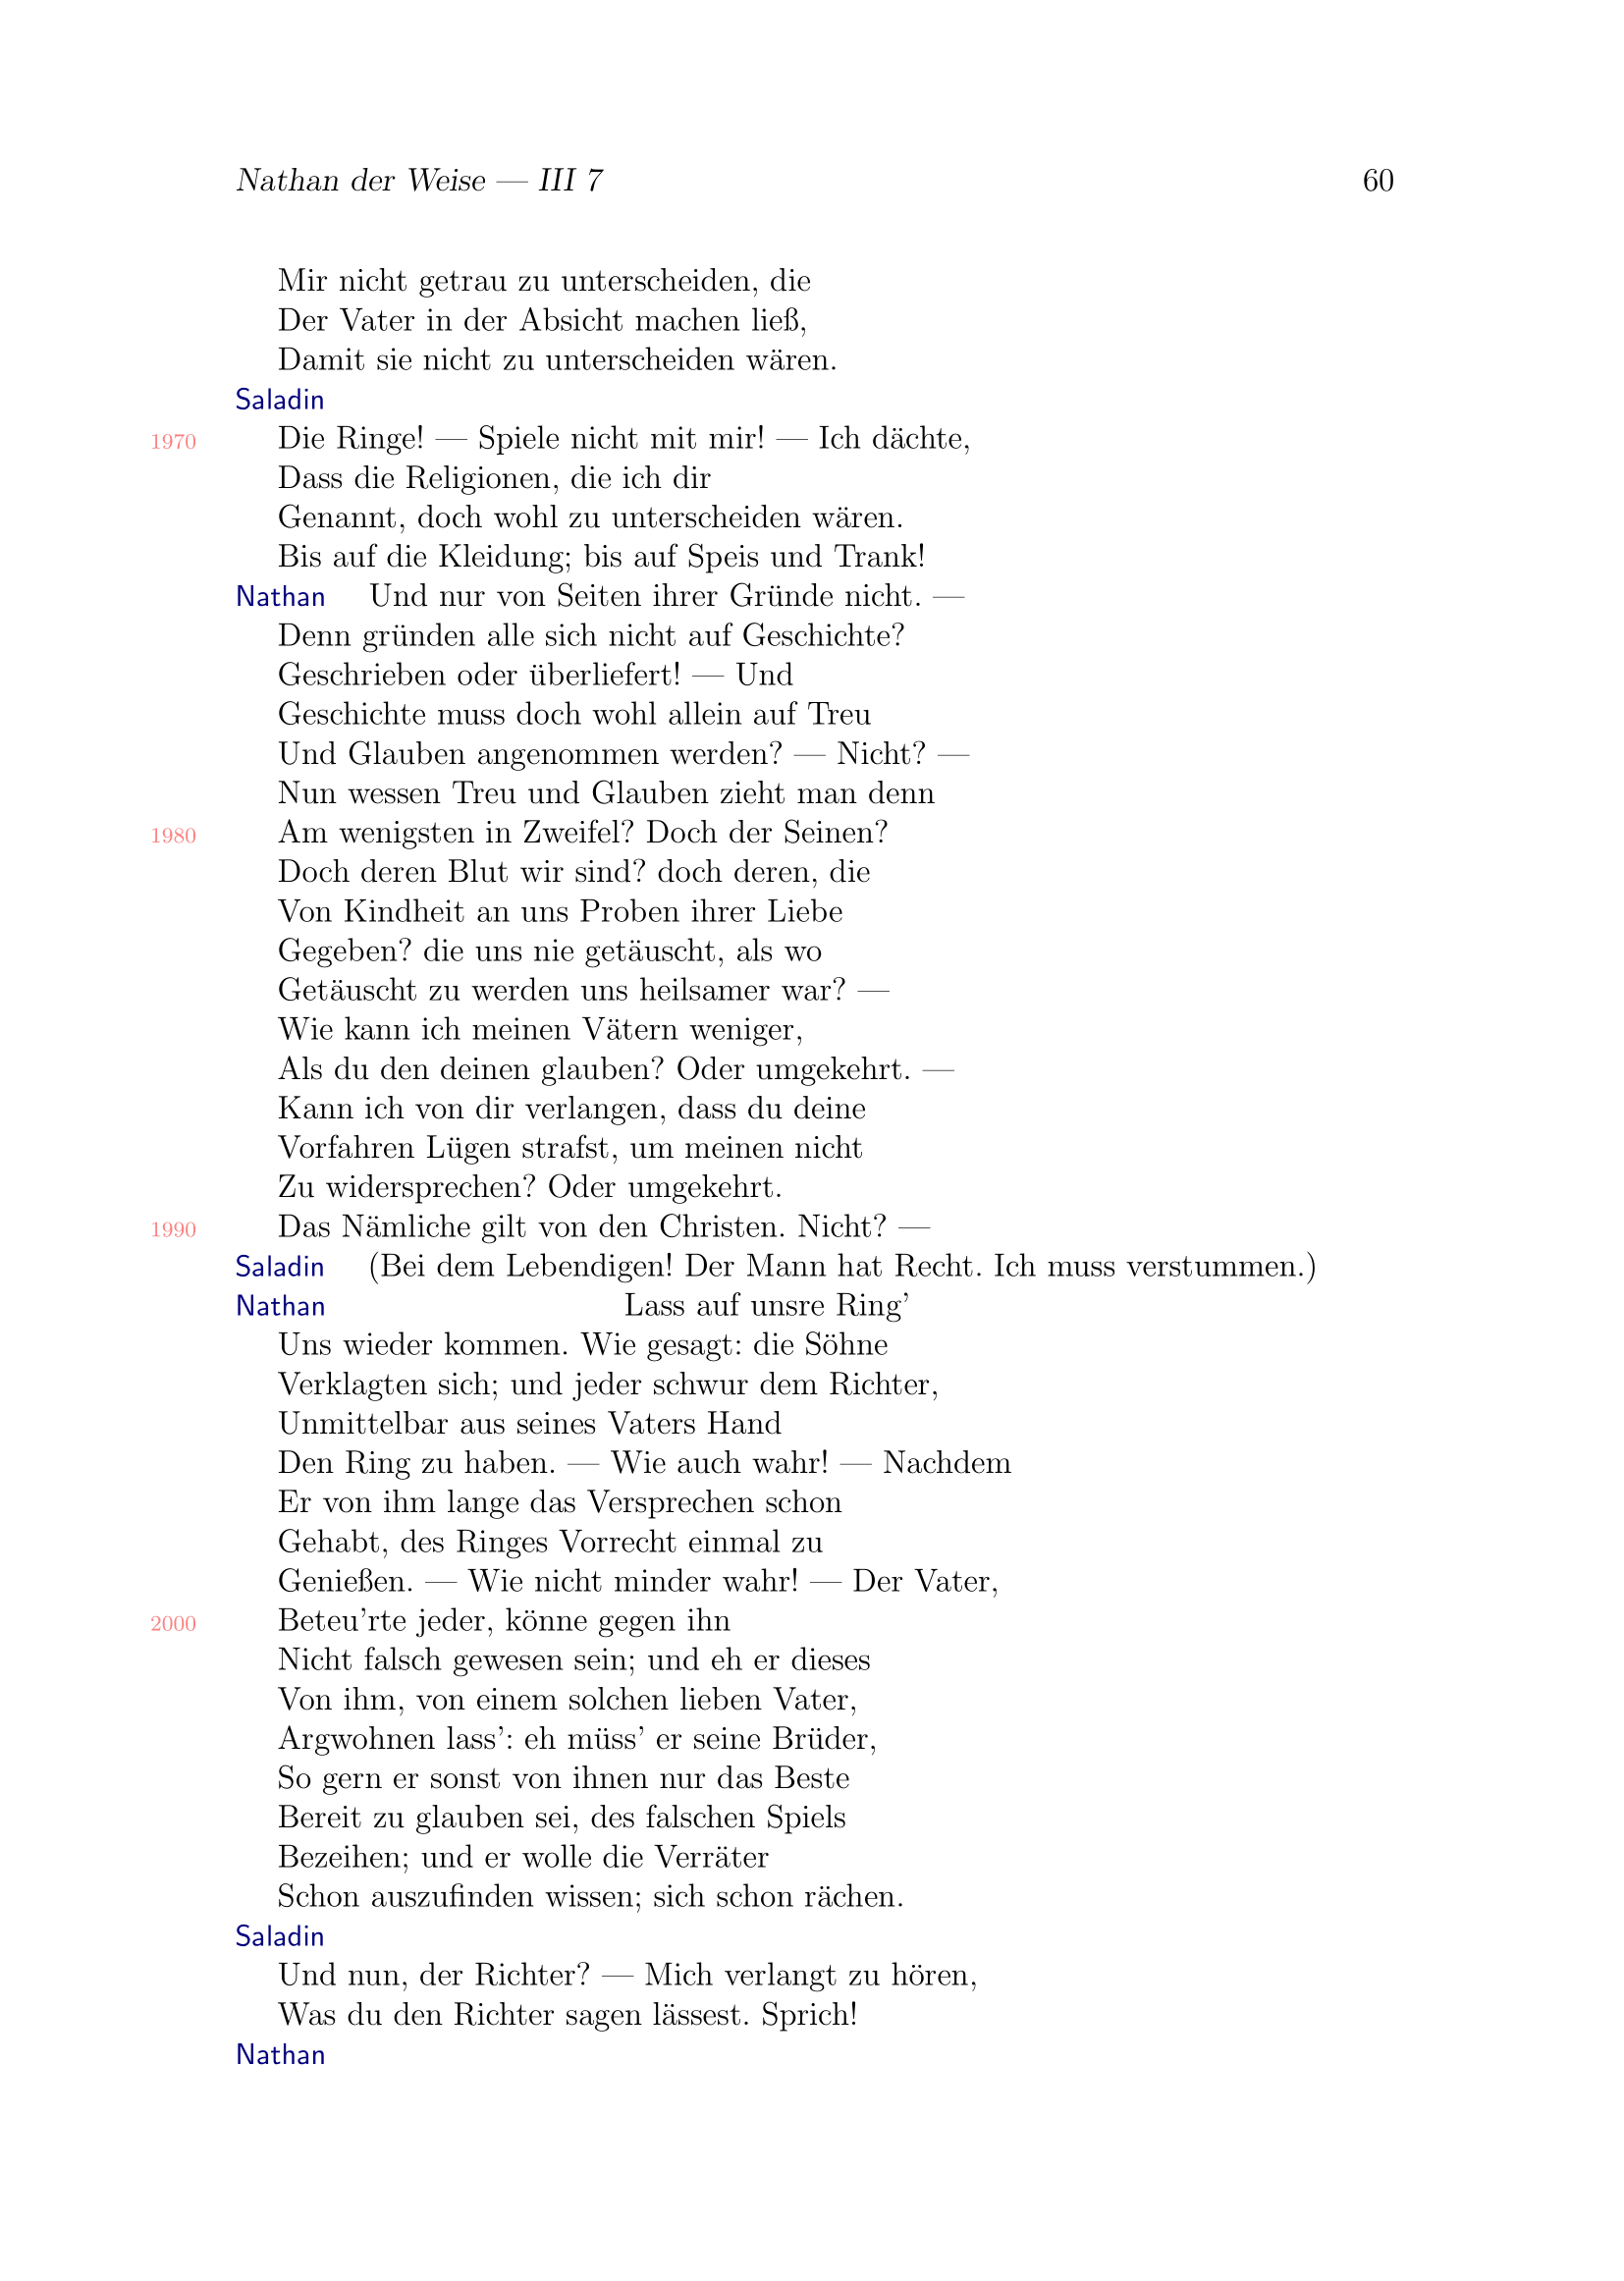 Nathan der Weise — III 7 60
Mir nicht getrau zu unterscheiden, die
Der Vater in der Absicht machen ließ,
Damit sie nicht zu unterscheiden wären.
Saladin
1970 Die Ringe! — Spiele nicht mit mir! — Ich dächte,
Dass die Religionen, die ich dir
Genannt, doch wohl zu unterscheiden wären.
Bis auf die Kleidung; bis auf Speis und Trank!
Nathan Und nur von Seiten ihrer Gründe nicht. —
Denn gründen alle sich nicht auf Geschichte?
Geschrieben oder überliefert! — Und
Geschichte muss doch wohl allein auf Treu
Und Glauben angenommen werden? — Nicht? —
Nun wessen Treu und Glauben zieht man denn
1980 Am wenigsten in Zweifel? Doch der Seinen?
Doch deren Blut wir sind? doch deren, die
Von Kindheit an uns Proben ihrer Liebe
Gegeben? die uns nie getäuscht, als wo
Getäuscht zu werden uns heilsamer war? —
Wie kann ich meinen Vätern weniger,
Als du den deinen glauben? Oder umgekehrt. —
Kann ich von dir verlangen, dass du deine
Vorfahren Lügen strafst, um meinen nicht
Zu widersprechen? Oder umgekehrt.
1990 Das Nämliche gilt von den Christen. Nicht? —
Saladin (Bei dem Lebendigen! Der Mann hat Recht. Ich muss verstummen.)
Nathan Lass auf unsre Ring'
Uns wieder kommen. Wie gesagt: die Söhne
Verklagten sich; und jeder schwur dem Richter,
Unmittelbar aus seines Vaters Hand
Den Ring zu haben. — Wie auch wahr! — Nachdem
Er von ihm lange das Versprechen schon
Gehabt, des Ringes Vorrecht einmal zu
Genießen. — Wie nicht minder wahr! — Der Vater,
2000 Beteu'rte jeder, könne gegen ihn
Nicht falsch gewesen sein; und eh er dieses
Von ihm, von einem solchen lieben Vater,
Argwohnen lass': eh müss' er seine Brüder,
So gern er sonst von ihnen nur das Beste
Bereit zu glauben sei, des falschen Spiels
Bezeihen; und er wolle die Verräter
Schon auszufinden wissen; sich schon rächen.
Saladin
Und nun, der Richter? — Mich verlangt zu hören,
Was du den Richter sagen lässest. Sprich!
Nathan